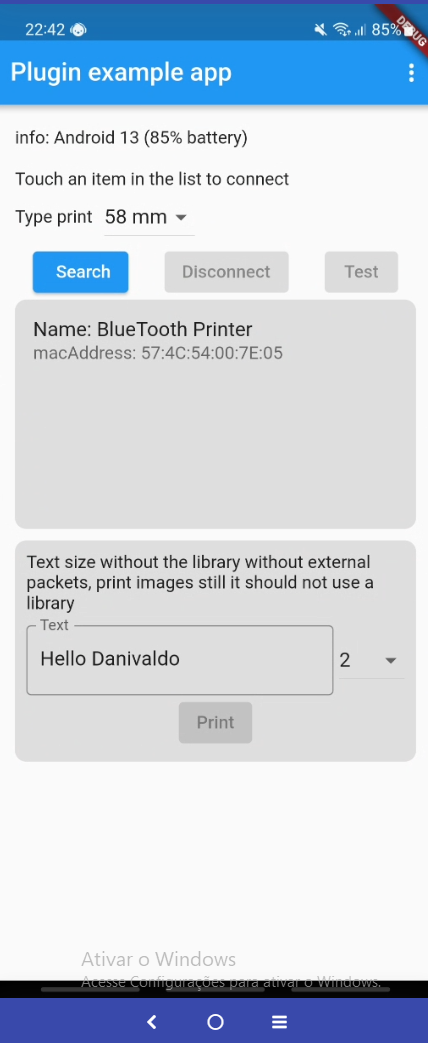 22:42
85%
DEBUG
Plugin example app
info: Android 13 (85% battery)
Touch an item in the list to connect
Type print 58 mm
Search Disconnect Test
Name: BlueTooth Printer
macAddress: 57:4C:54:00:7E:05
Text size without the library without external
packets, print images still it should not use a
library
Text
Hello Danivaldo
2
Print
Ativar o Windows
Acesse Configurações para ativar o Windows.